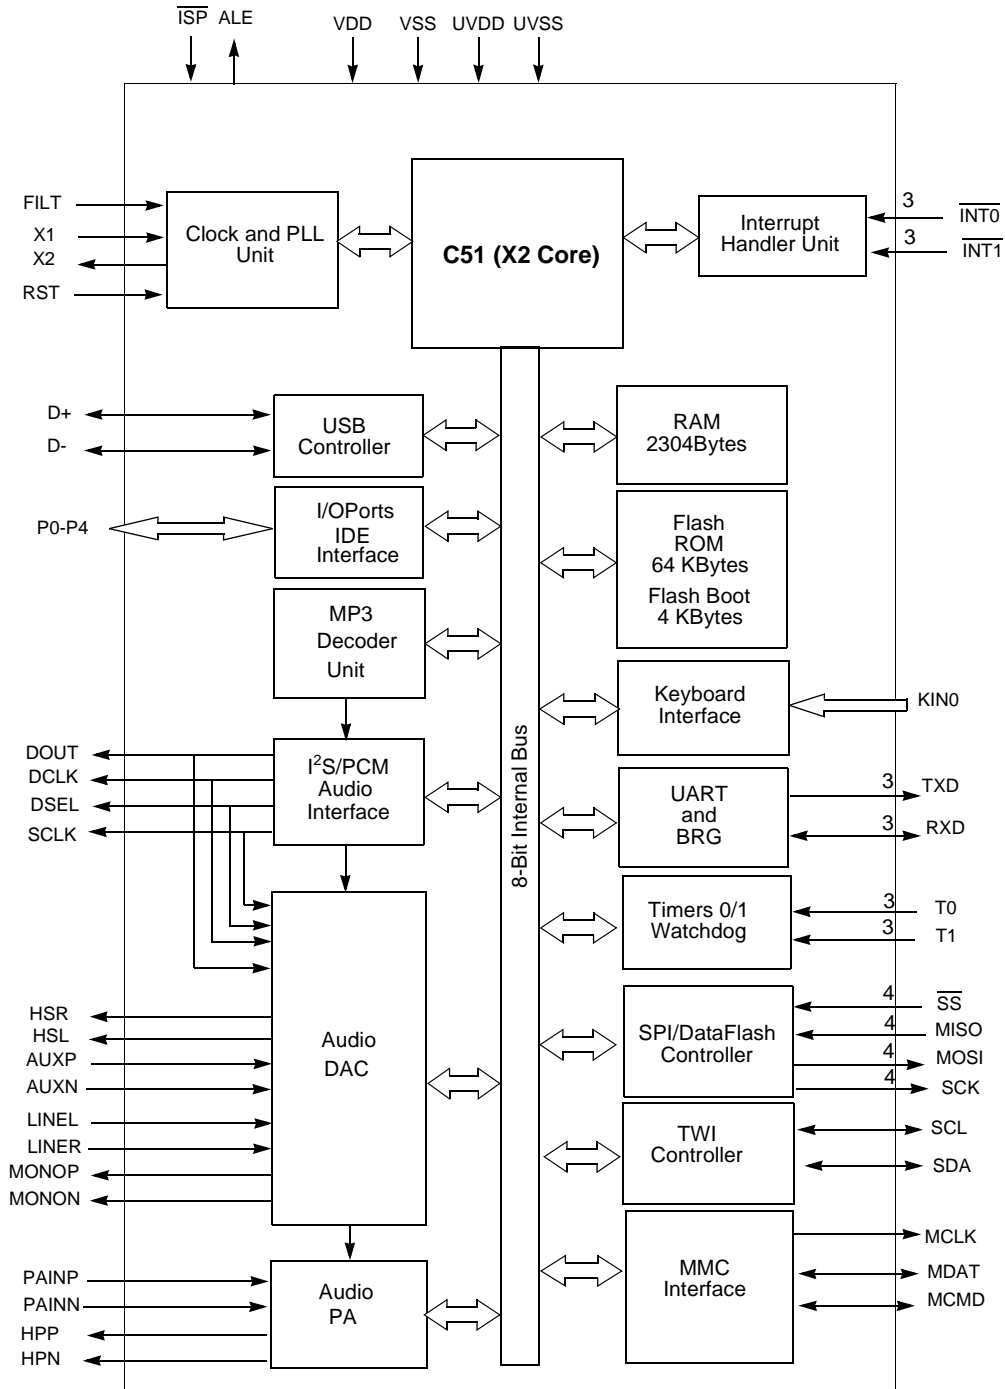 ISP ALE VDD VSS UVDD UVSS
FILT
X1
X2
RST
Clock and PLL
Unit
C51 (X2 Core)
Interrupt
Handler Unit
3
INT0
3
INT1
D+
D-
USB
Controller
RAM
2304Bytes
P0-P4
I/OPorts
IDE
Interface
Flash
ROM
64 KBytes
Flash Boot
4 KBytes
MP3
Decoder
Unit
Keyboard
Interface
KIN0
8-Bit Internal Bus
DOUT
DCLK
DSEL
SCLK
I2S/PCM
Audio
Interface
UART
and
BRG
3
TXD
3
RXD
Timers 0/1
Watchdog
3
T0
3
T1
HSR
HSL
AUXP
AUXN
LINEL
LINER
MONOP
MONON
Audio
DAC
SPI/DataFlash
Controller
4
SS
4
MISO
4
MOSI
4
SCK
TWI
Controller
SCL
SDA
PAINP
PAINN
HPP
HPN
Audio
PA
MMC
Interface
MCLK
MDAT
MCMD